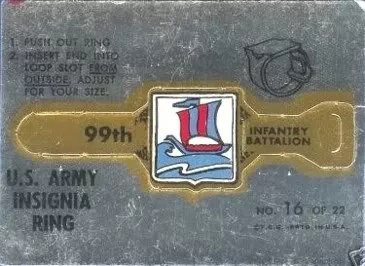 1. PUSH OUT RING
2. INSERT END INTO
LOOP SLOT FROM
OUTSIDE. ADJUST
FOR YOUR SIZE.
99th
INFANTRY
BATTALION
U.S. ARMY
INSIGNIA
RING
NO. 16 OF 22